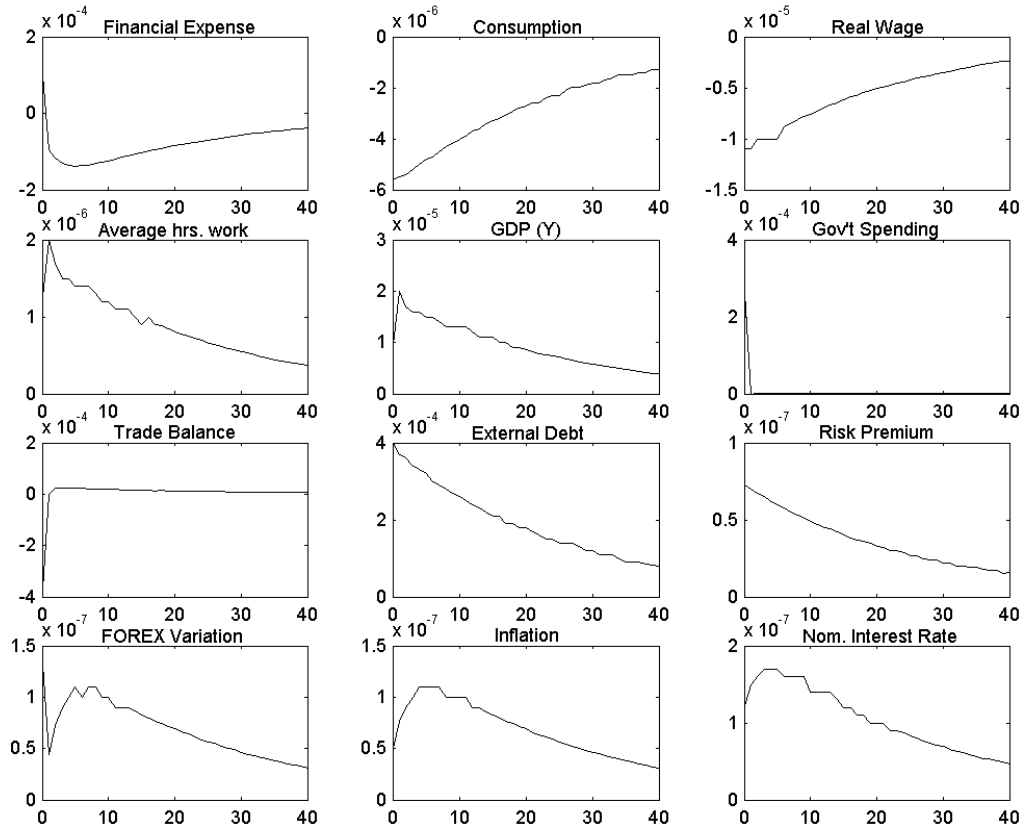 x 10⁻⁴ Financial Expense
2
0
-2
0 10 20 30 40
x 10⁻⁶ Consumption
0
-2
-4
-6
0 10 20 30 40
x 10⁻⁵ Real Wage
0
-0.5
-1
-1.5
0 10 20 30 40
x 10⁻⁶ Average hrs. work
2
1
0
0 10 20 30 40
x 10⁻⁵ GDP (Y)
3
2
1
0
0 10 20 30 40
x 10⁻⁴ Gov't Spending
4
2
0
0 10 20 30 40
x 10⁻⁴ Trade Balance
2
0
-2
-4
0 10 20 30 40
x 10⁻⁴ External Debt
4
2
0
0 10 20 30 40
x 10⁻⁷ Risk Premium
1
0.5
0
0 10 20 30 40
x 10⁻⁷ FOREX Variation
1.5
1
0.5
0
0 10 20 30 40
x 10⁻⁷ Inflation
1.5
1
0.5
0
0 10 20 30 40
x 10⁻⁷ Nom. Interest Rate
2
1
0
0 10 20 30 40